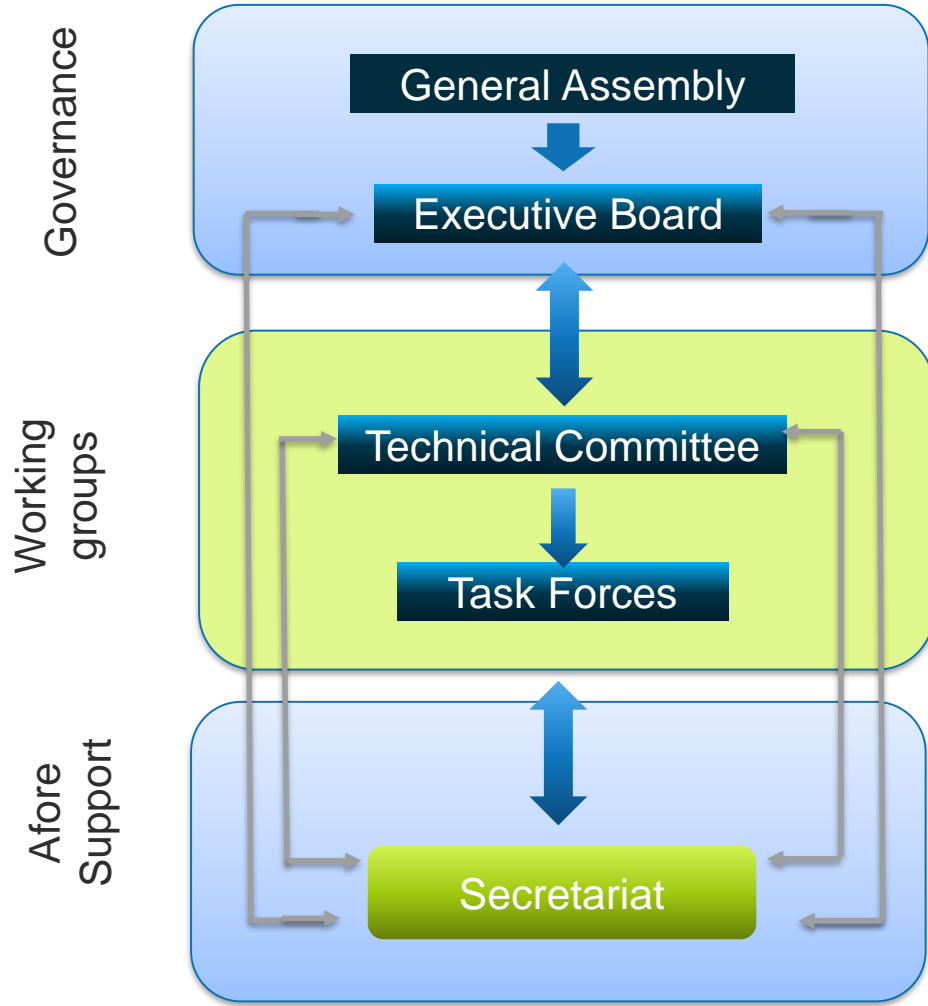 Governance
General Assembly
Executive Board
Working
groups
Technical Committee
Task Forces
Afore
Support
Secretariat